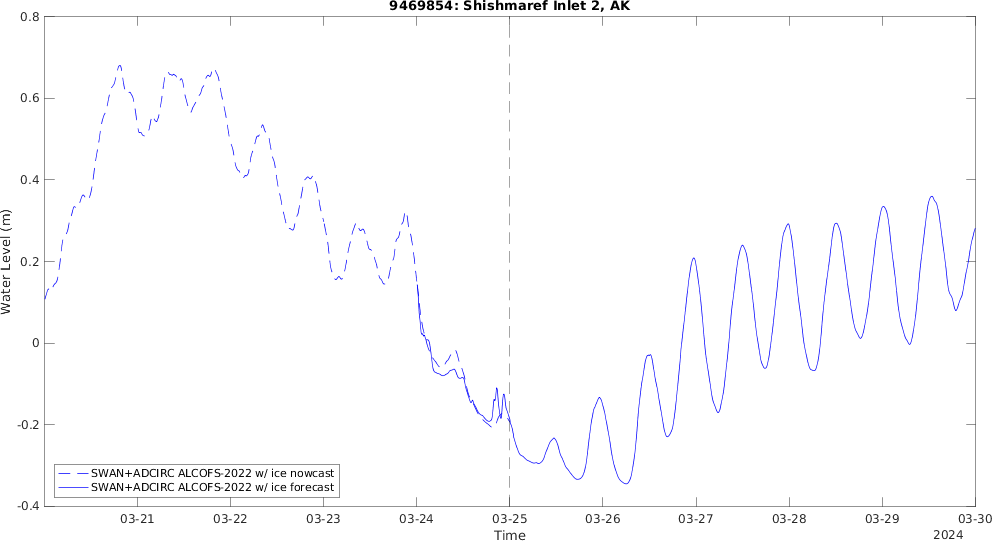 9469854: Shishmaref Inlet 2, AK
Water Level (m)
0.8
0.6
0.4
0.2
0
-0.2
-0.4
SWAN+ADCIRC ALCOFS-2022 w/ ice nowcast
SWAN+ADCIRC ALCOFS-2022 w/ ice forecast
03-21 03-22 03-23 03-24 03-25 03-26 03-27 03-28 03-29 03-30
Time
2024